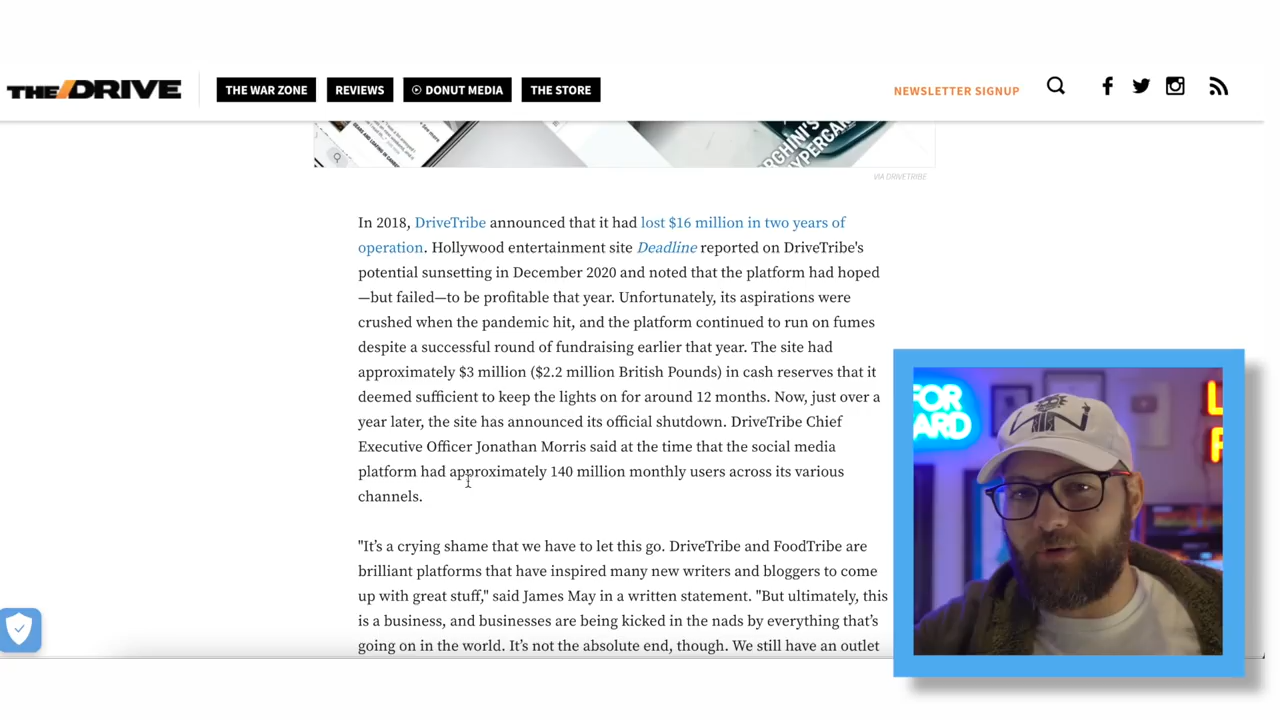 THE/DRIVE
THE WAR ZONE
REVIEWS
DONUT MEDIA
THE STORE
NEWSLETTER SIGNUP
See more
VIA DRIVETRIBE
In 2018, DriveTribe announced that it had lost $16 million in two years of
operation. Hollywood entertainment site Deadline reported on DriveTribe's
potential sunsetting in December 2020 and noted that the platform had hoped
—but failed—to be profitable that year. Unfortunately, its aspirations were
crushed when the pandemic hit, and the platform continued to run on fumes
despite a successful round of fundraising earlier that year. The site had
approximately $3 million ($2.2 million British Pounds) in cash reserves that it
deemed sufficient to keep the lights on for around 12 months. Now, just over a
year later, the site has announced its official shutdown. DriveTribe Chief
Executive Officer Jonathan Morris said at the time that the social media
platform had approximately 140 million monthly users across its various
channels.
"It's a crying shame that we have to let this go. DriveTribe and FoodTribe are
brilliant platforms that have inspired many new writers and bloggers to come
up with great stuff," said James May in a written statement. "But ultimately, this
is a business, and businesses are being kicked in the nads by everything that's
going on in the world. It's not the absolute end, though. We still have an outlet
FOR